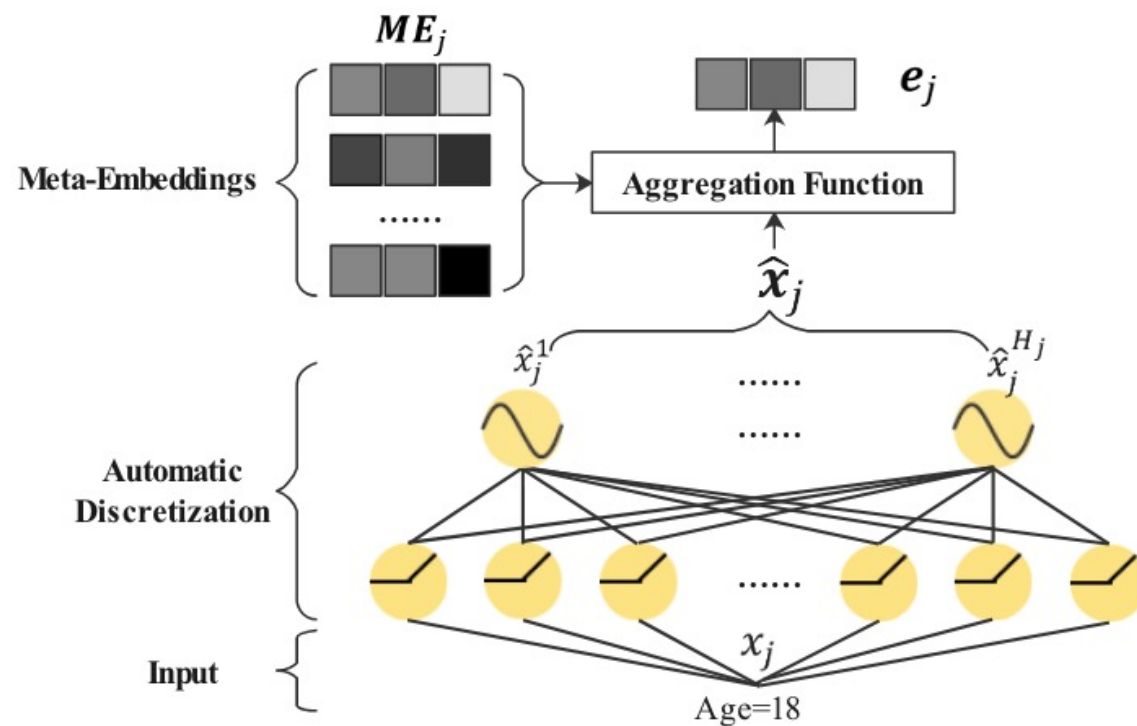 ME_j
e_j
Meta-Embeddings
Aggregation Function
......
x̂_j
x̂_j^1
......
x̂_j^{H_j}
......
Automatic
Discretization
......
x_j
Input
Age=18